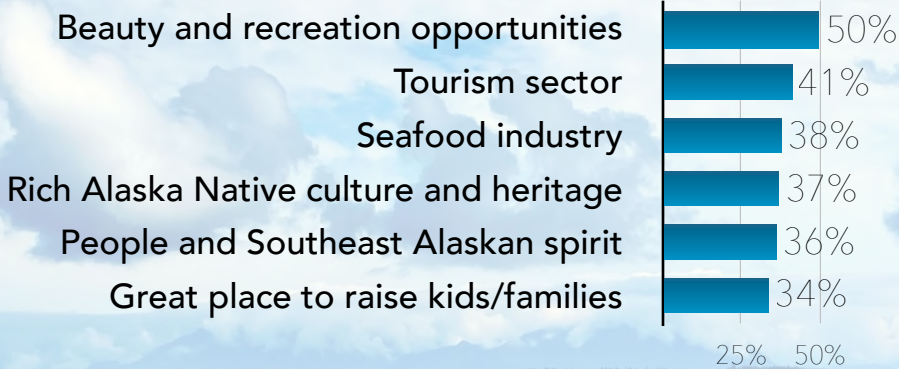 Beauty and recreation opportunities 50%
Tourism sector 41%
Seafood industry 38%
Rich Alaska Native culture and heritage 37%
People and Southeast Alaskan spirit 36%
Great place to raise kids/families 34%
25% 50%